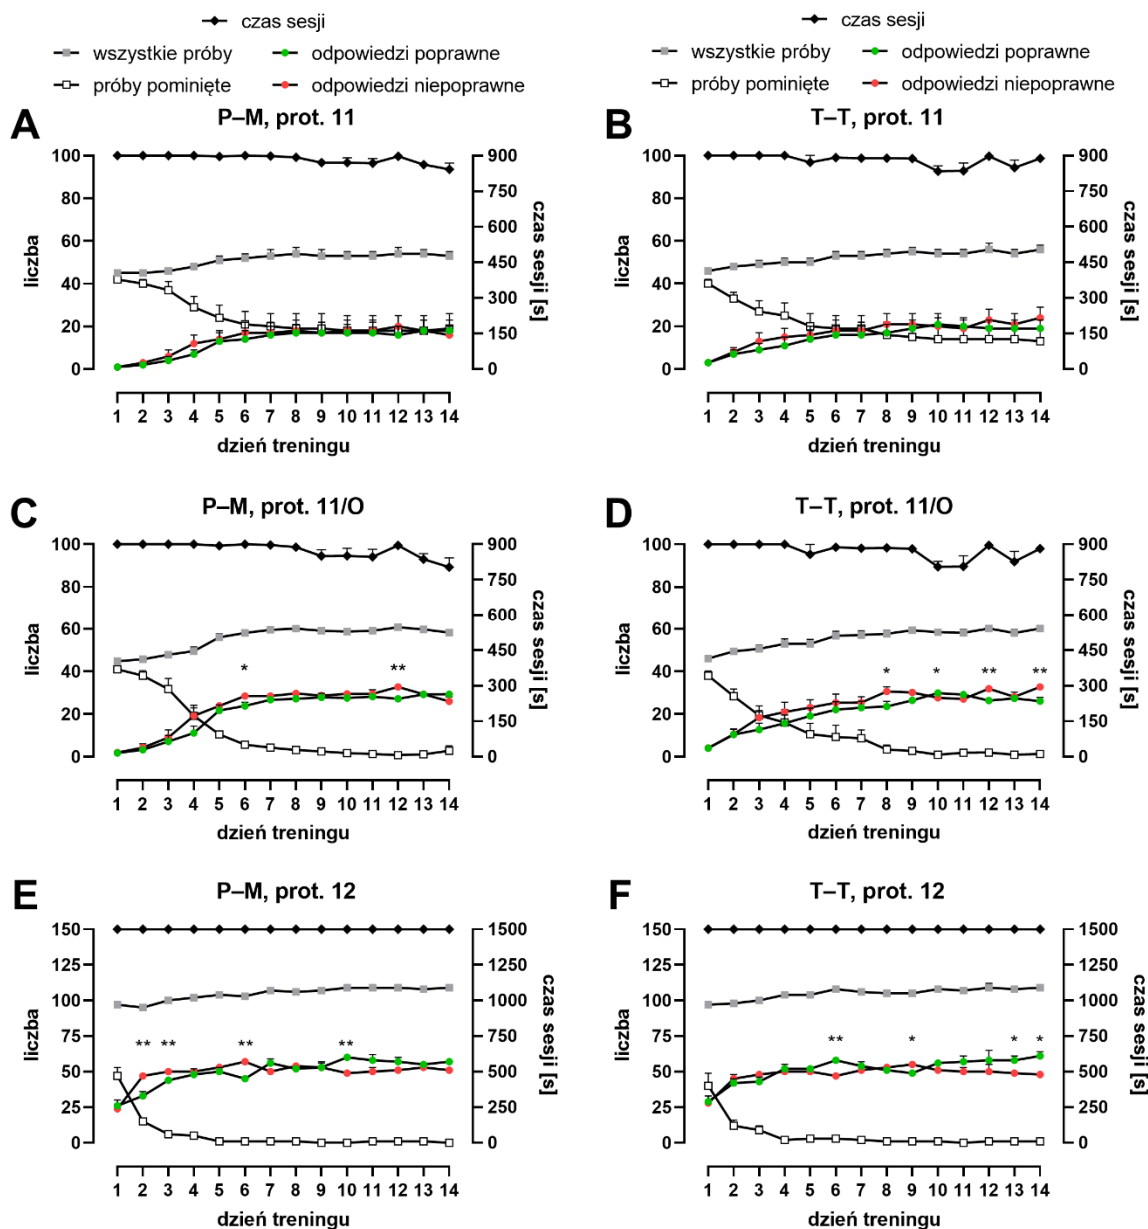 czas sesji
wszystkie próby odpowiedzi poprawne
próby pominięte odpowiedzi niepoprawne
czas sesji
wszystkie próby odpowiedzi poprawne
próby pominięte odpowiedzi niepoprawne
A P–M, prot. 11
100 80 60 40 20 0
liczba
900 750 600 450 300 150 0
czas sesji [s]
1 2 3 4 5 6 7 8 9 10 11 12 13 14
dzień treningu
B T–T, prot. 11
100 80 60 40 20 0
liczba
900 750 600 450 300 150 0
czas sesji [s]
1 2 3 4 5 6 7 8 9 10 11 12 13 14
dzień treningu
C P–M, prot. 11/O
100 80 60 40 20 0
liczba
* **
900 750 600 450 300 150 0
czas sesji [s]
1 2 3 4 5 6 7 8 9 10 11 12 13 14
dzień treningu
D T–T, prot. 11/O
100 80 60 40 20 0
liczba
* * ** **
900 750 600 450 300 150 0
czas sesji [s]
1 2 3 4 5 6 7 8 9 10 11 12 13 14
dzień treningu
E P–M, prot. 12
150 125 100 75 50 25 0
liczba
** ** ** **
1500 1250 1000 750 500 250 0
czas sesji [s]
1 2 3 4 5 6 7 8 9 10 11 12 13 14
dzień treningu
F T–T, prot. 12
150 125 100 75 50 25 0
liczba
** * * *
1500 1250 1000 750 500 250 0
czas sesji [s]
1 2 3 4 5 6 7 8 9 10 11 12 13 14
dzień treningu